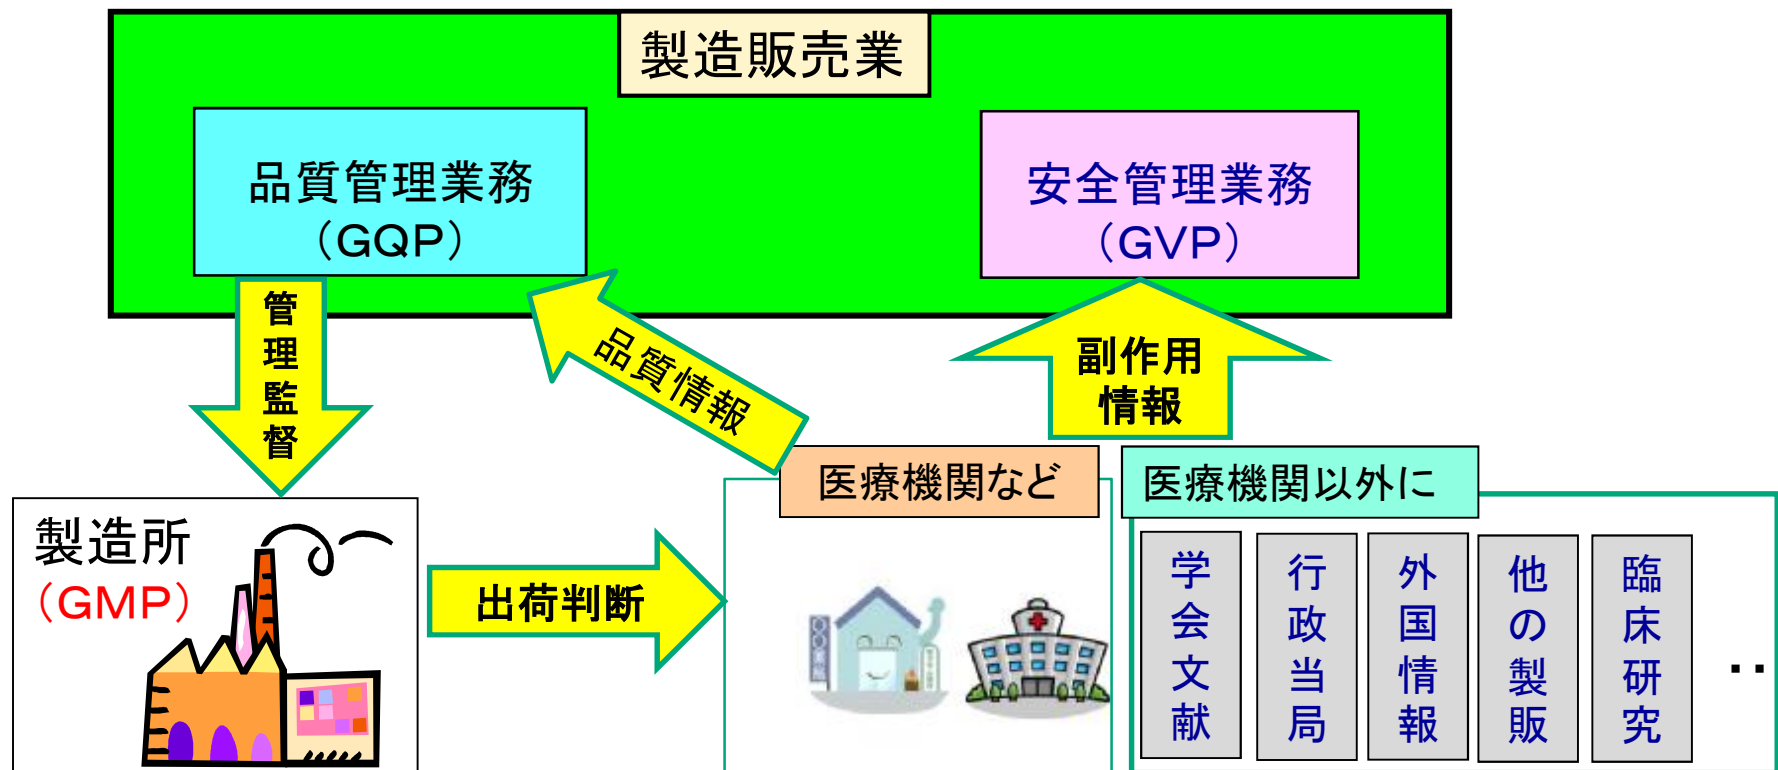 製造販売業
品質管理業務
（GQP）
安全管理業務
（GVP）
管理監督
品質情報
副作用
情報
医療機関など
医療機関以外に
製造所
（GMP）
出荷判断
学会文献
行政当局
外国情報
他の製販
臨床研究
‥